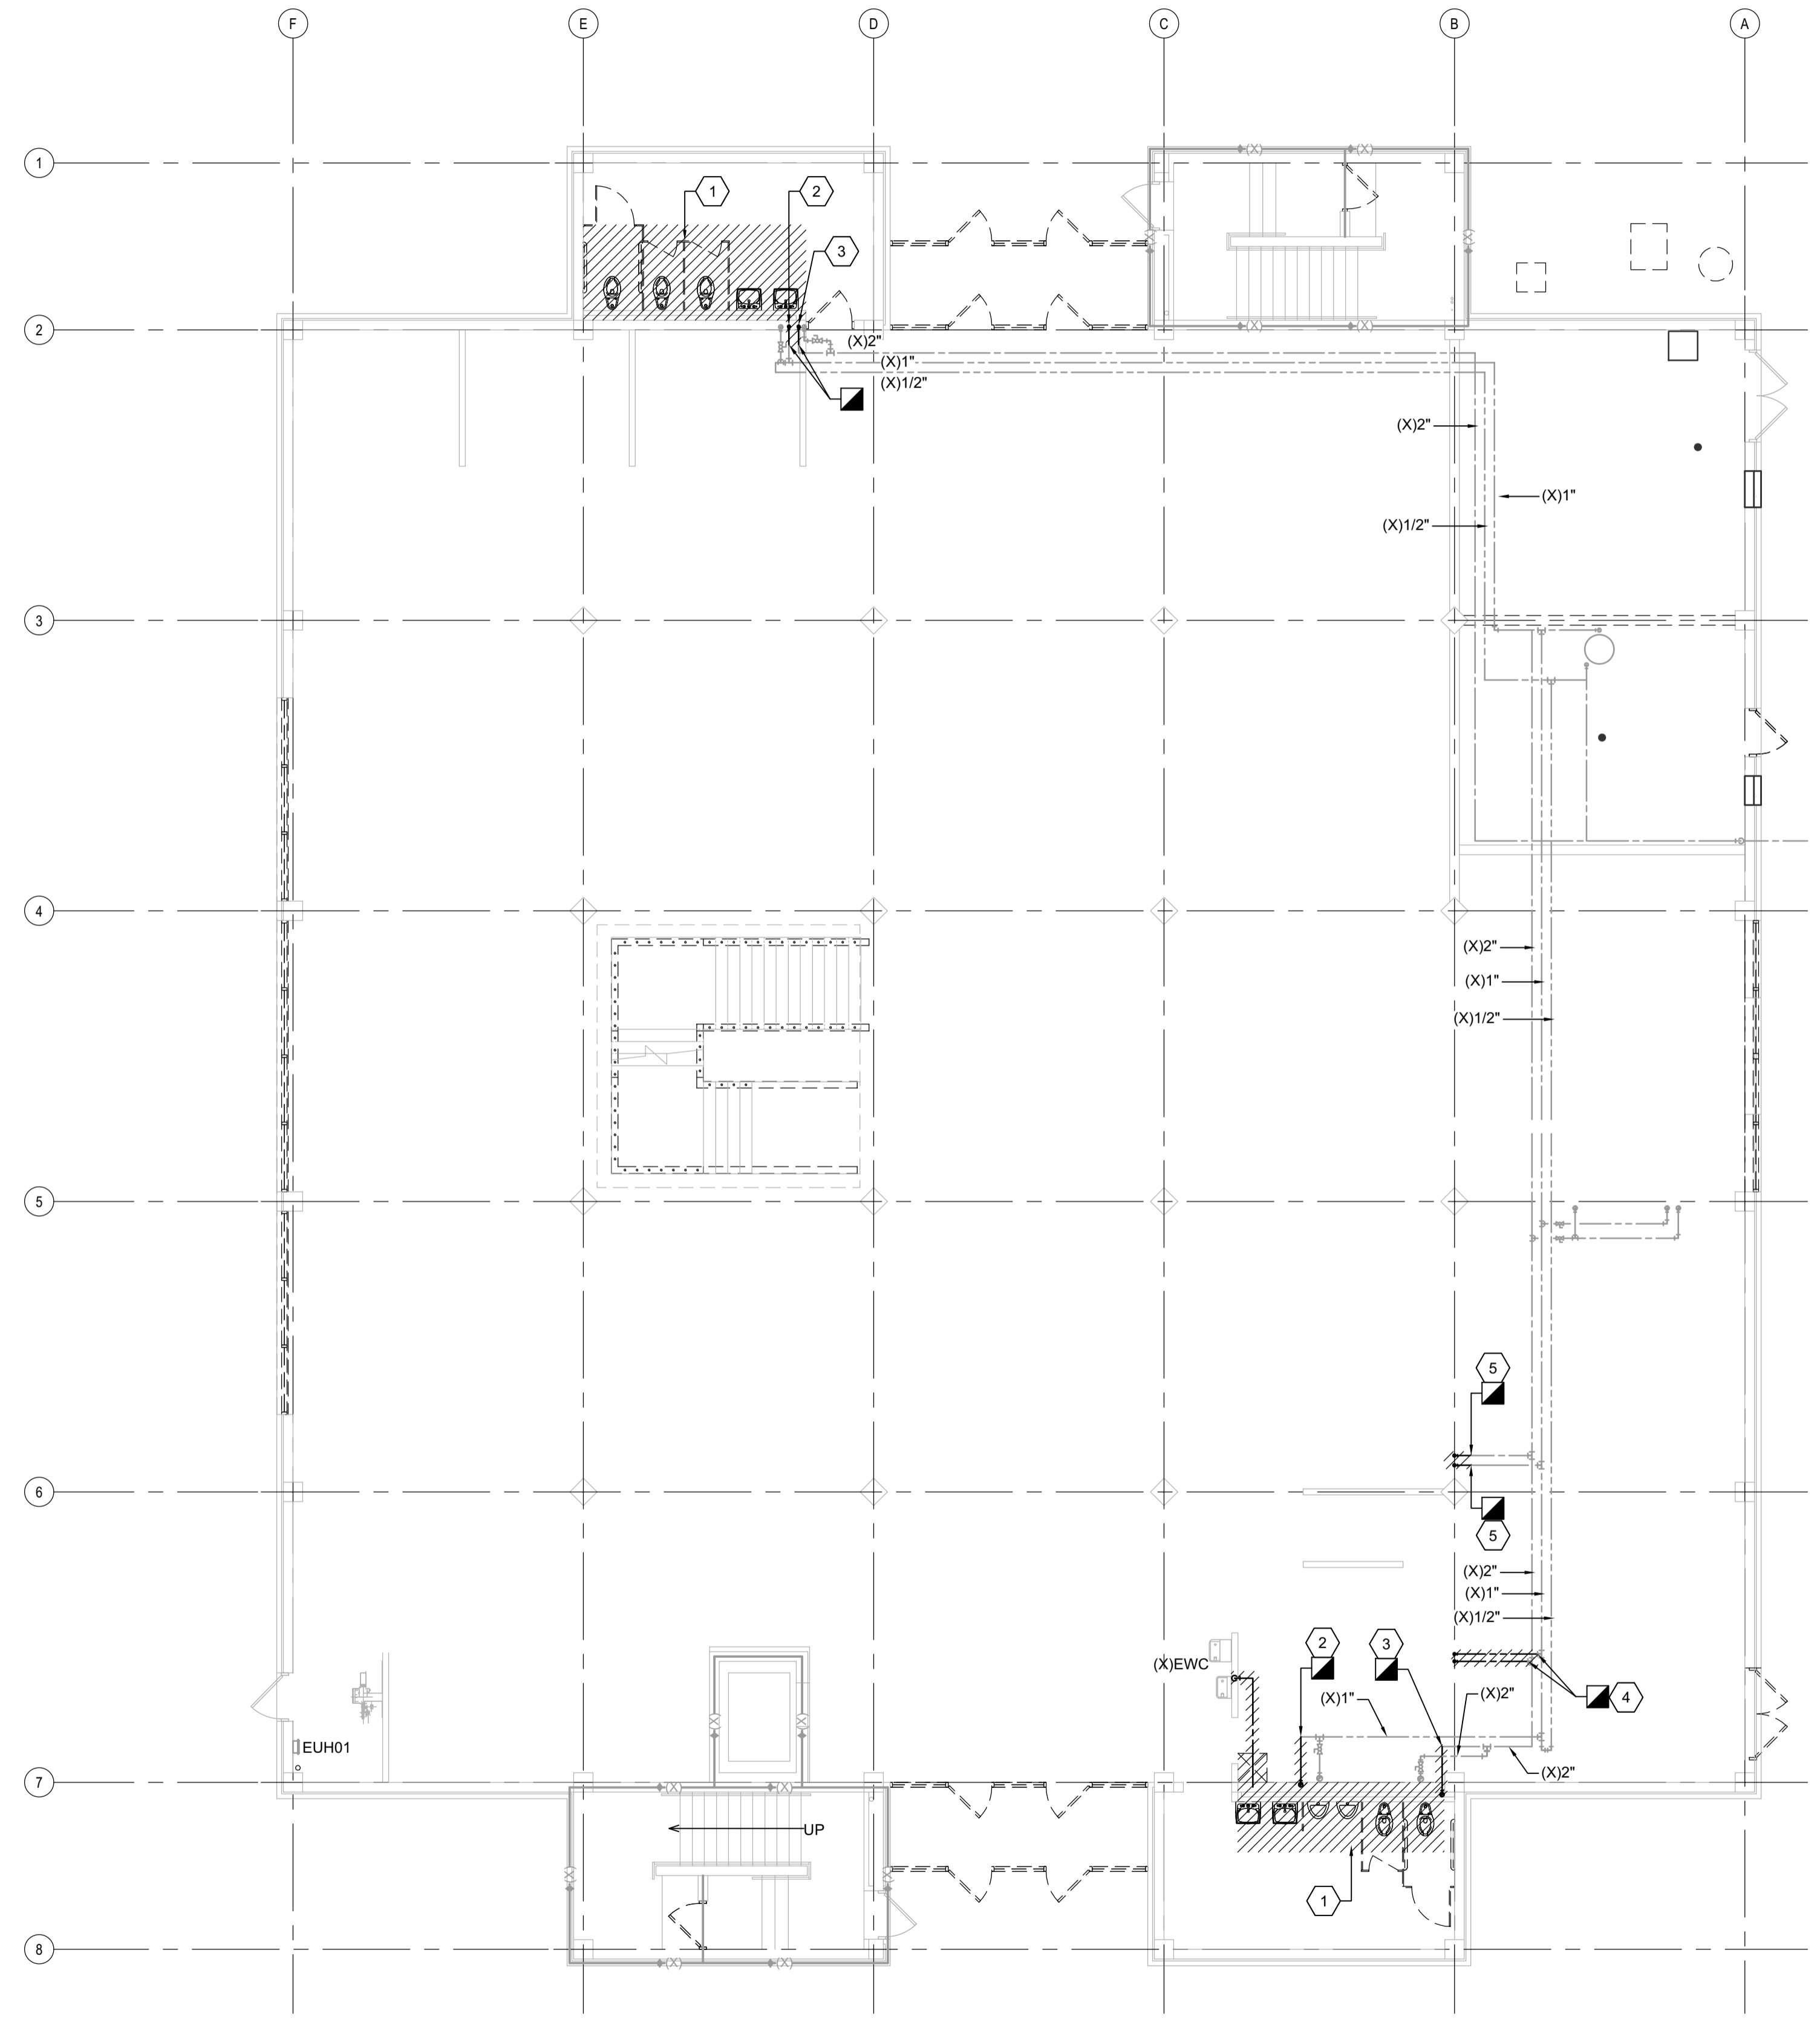 F
E
D
C
B
A
1
1
2
3
2
(X)2"
(X)1"
(X)1/2"
(X)2"
(X)1"
(X)1/2"
3
4
(X)2"
(X)1"
(X)1/2"
5
5
6
5
(X)2"
(X)1"
(X)1/2"
2
3
(X)EWC
(X)1"
(X)2"
4
EUH01
(X)2"
7
UP
1
8